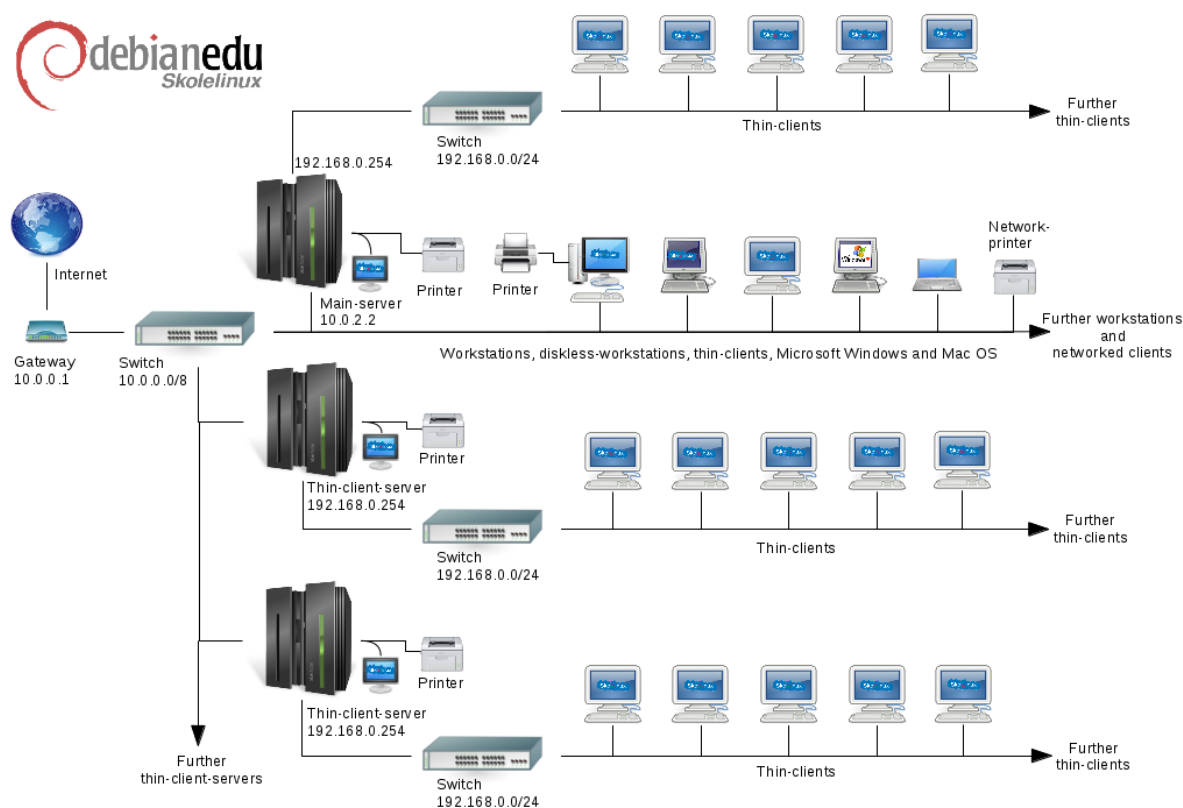 debianedu
Skolelinux
Thin-clients
Further
thin-clients
Switch
192.168.0.0/24
192.168.0.254
Internet
Printer
Printer
Network-
printer
Main-server
10.0.2.2
Gateway
10.0.0.1
Switch
10.0.0.0/8
Workstations, diskless-workstations, thin-clients, Microsoft Windows and Mac OS
Further workstations
and
networked clients
Printer
Thin-client-server
192.168.0.254
Switch
192.168.0.0/24
Thin-clients
Further
thin-clients
Printer
Thin-client-server
192.168.0.254
Switch
192.168.0.0/24
Thin-clients
Further
thin-clients
Further
thin-client-servers